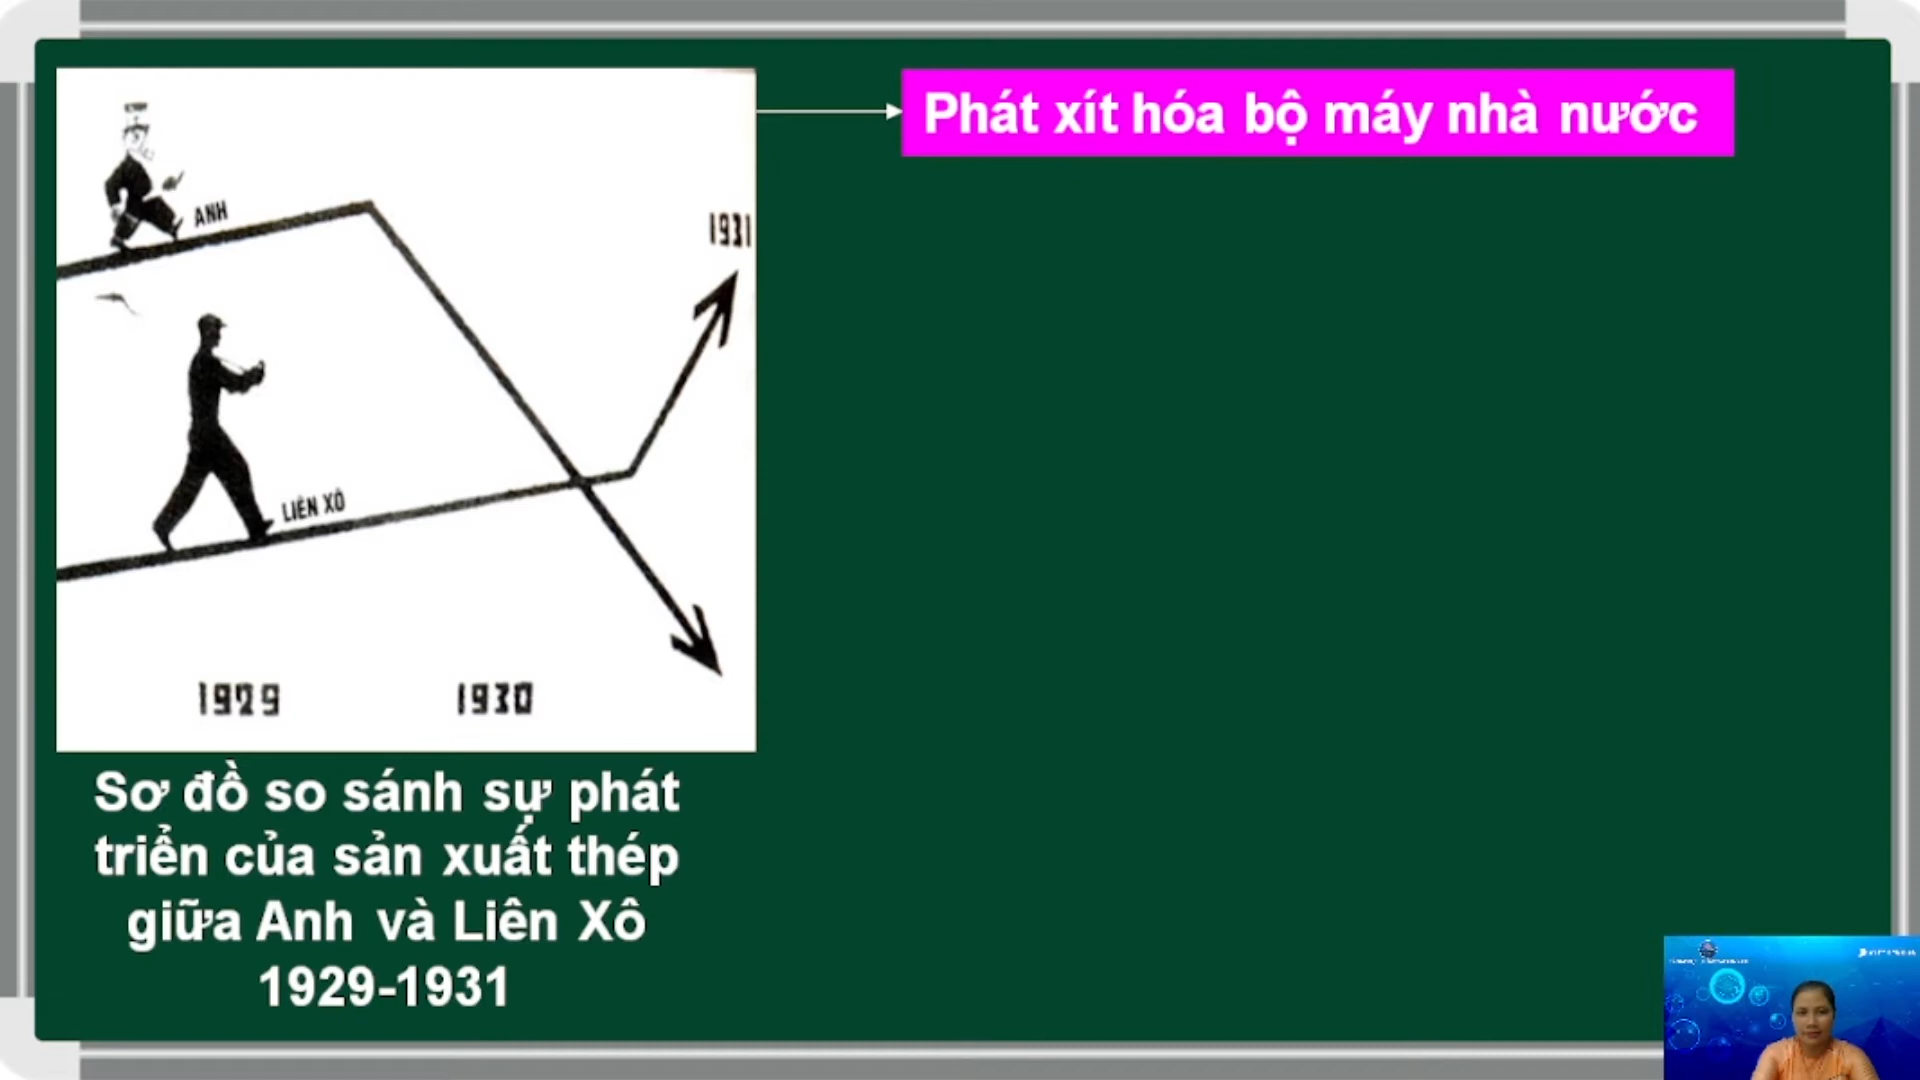 Phát xít hóa bộ máy nhà nước
ANH
1931
LIÊN XÔ
1929
1930
Sơ đồ so sánh sự phát
triển của sản xuất thép
giữa Anh và Liên Xô
1929-1931